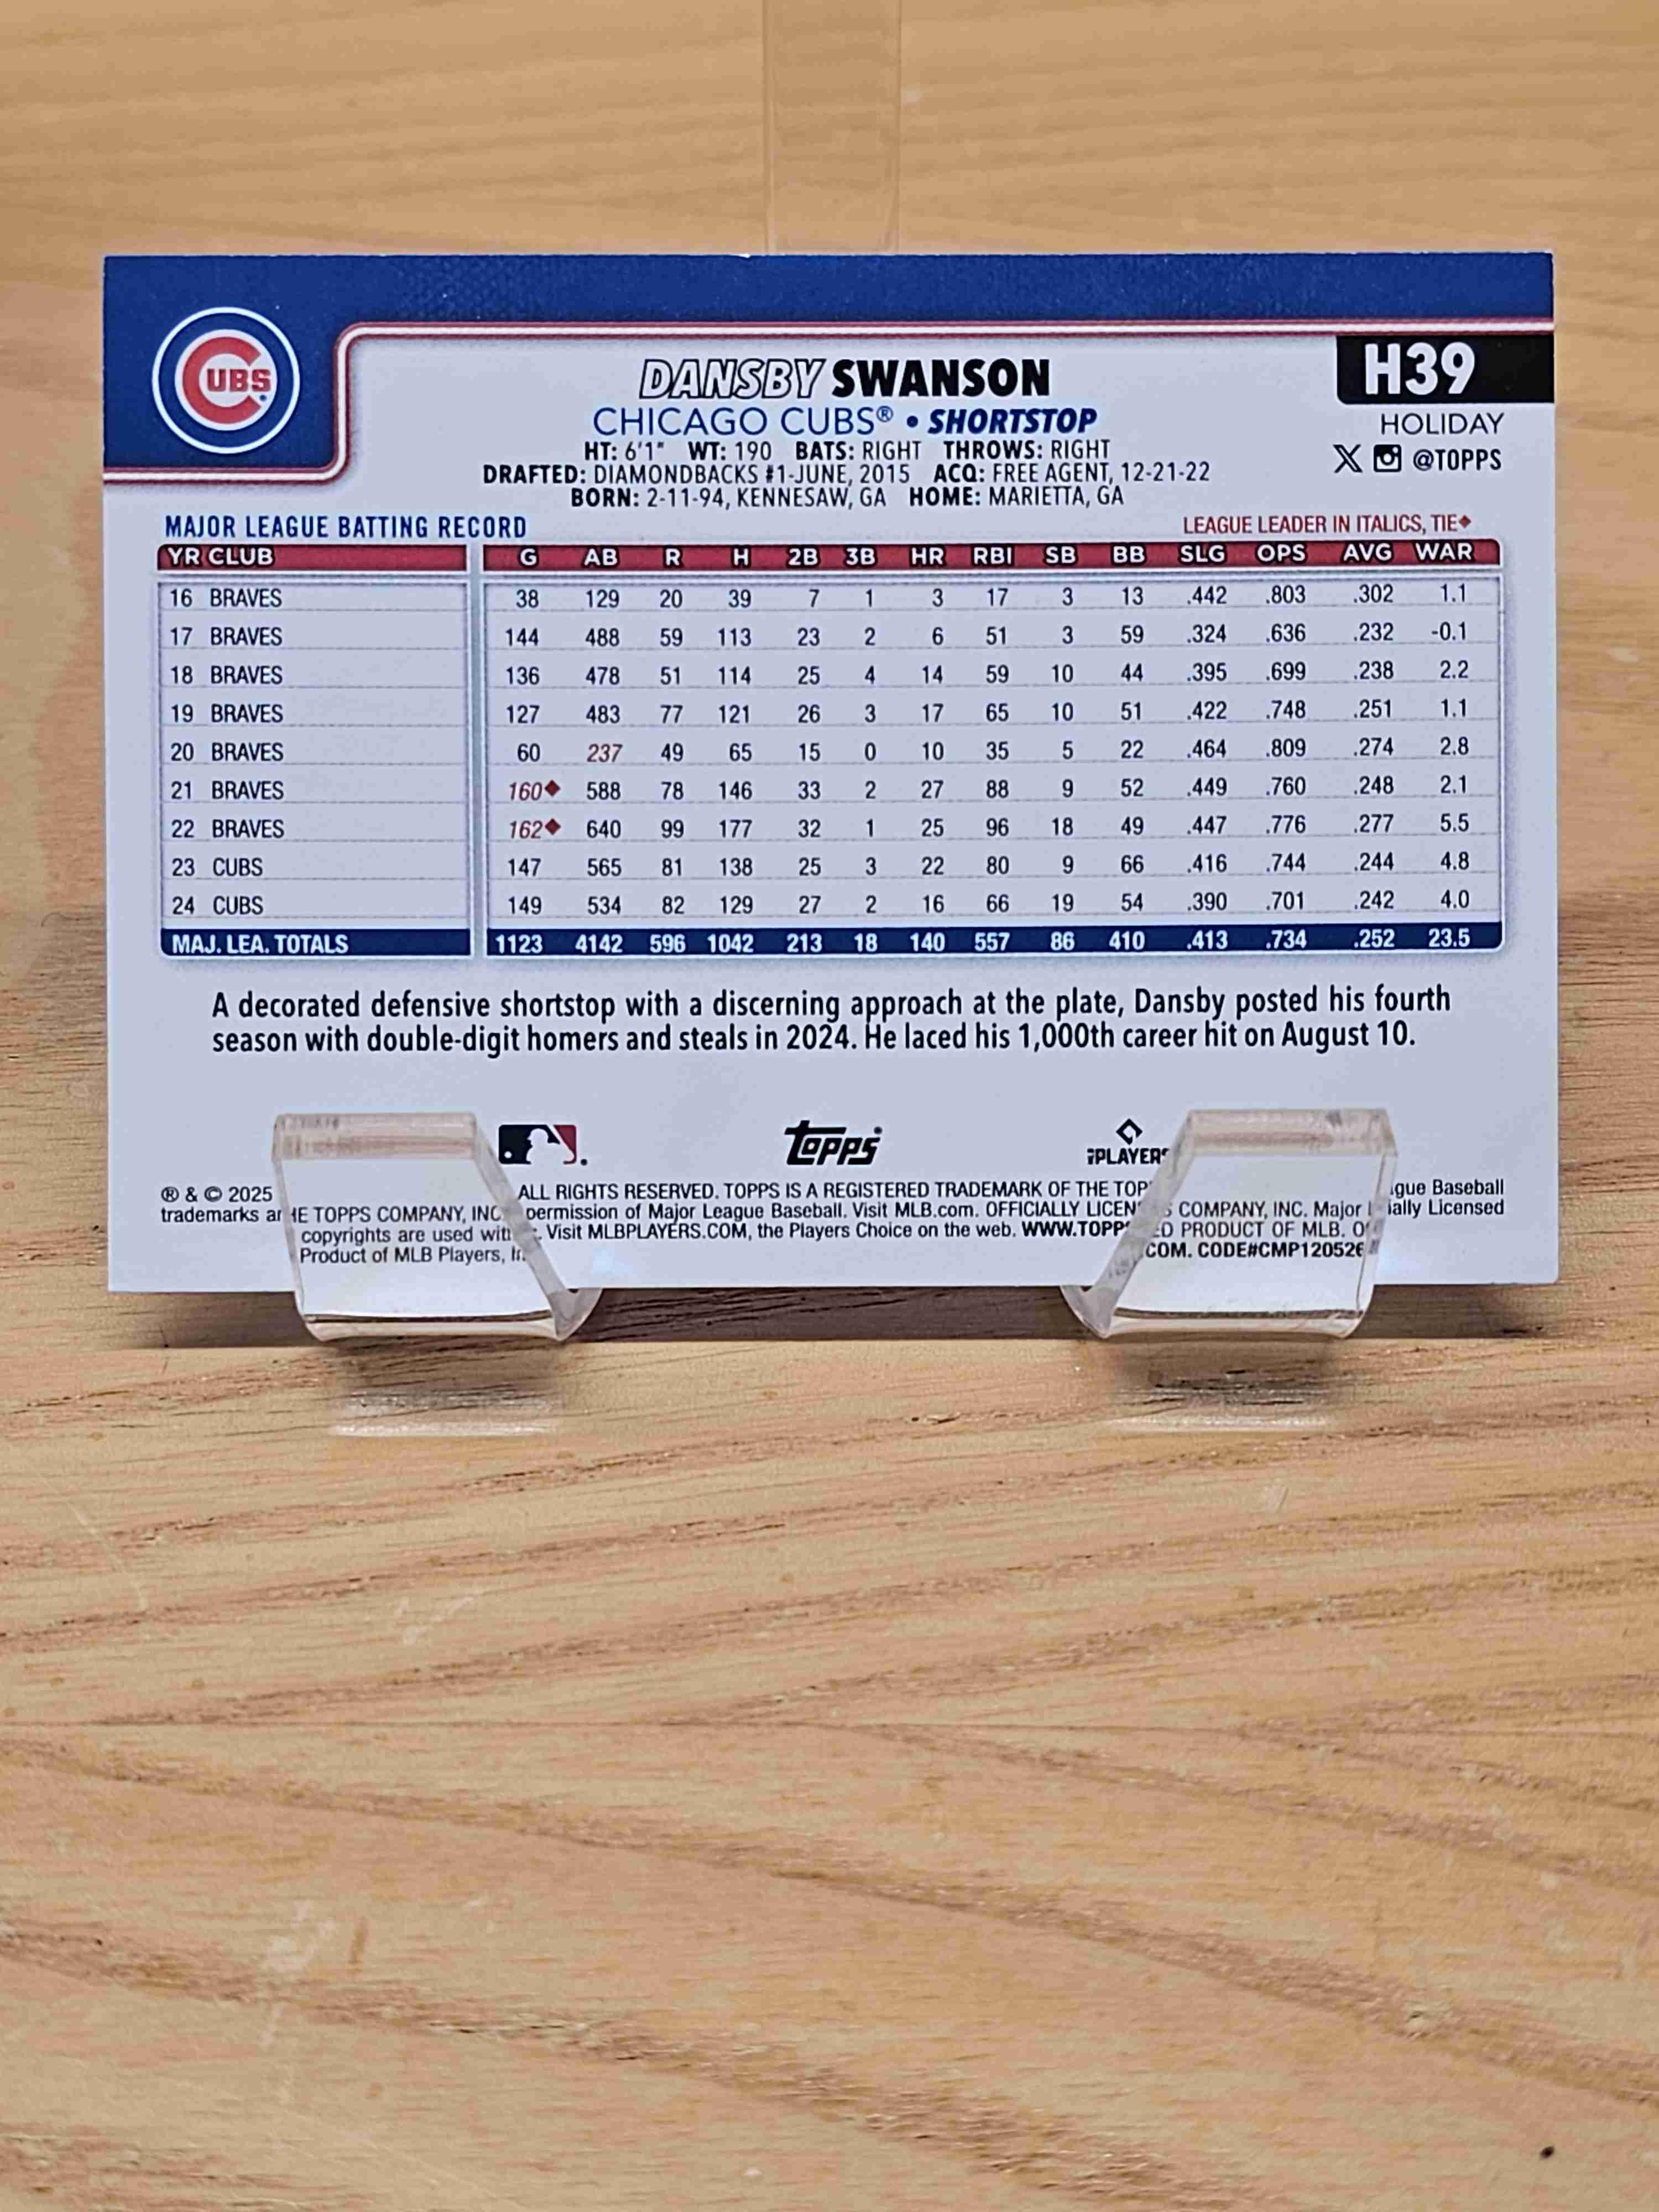 CUBS
DANSBY SWANSON
H39
CHICAGO CUBS® • SHORTSTOP
HOLIDAY
HT: 6'1" WT: 190 BATS: RIGHT THROWS: RIGHT
@TOPPS
DRAFTED: DIAMONDBACKS #1-JUNE, 2015 ACQ: FREE AGENT, 12-21-22
BORN: 2-11-94, KENNESAW, GA HOME: MARIETTA, GA
MAJOR LEAGUE BATTING RECORD LEAGUE LEADER IN ITALICS, TIE◆
YR CLUB G AB R H 2B 3B HR RBI SB BB SLG OPS AVG WAR
16 BRAVES 38 129 20 39 7 1 3 17 3 13 .442 .803 .302 1.1
17 BRAVES 144 488 59 113 23 2 6 51 3 59 .324 .636 .232 -0.1
18 BRAVES 136 478 51 114 25 4 14 59 10 44 .395 .699 .238 2.2
19 BRAVES 127 483 77 121 26 3 17 65 10 51 .422 .748 .251 1.1
20 BRAVES 60 237 49 65 15 0 10 35 5 22 .464 .809 .274 2.8
21 BRAVES 160◆ 588 78 146 33 2 27 88 9 52 .449 .760 .248 2.1
22 BRAVES 162◆ 640 99 177 32 1 25 96 18 49 .447 .776 .277 5.5
23 CUBS 147 565 81 138 25 3 22 80 9 66 .416 .744 .244 4.8
24 CUBS 149 534 82 129 27 2 16 66 19 54 .390 .701 .242 4.0
MAJ. LEA. TOTALS 1123 4142 596 1042 213 18 140 557 86 410 .413 .734 .252 23.5
A decorated defensive shortstop with a discerning approach at the plate, Dansby posted his fourth
season with double-digit homers and steals in 2024. He laced his 1,000th career hit on August 10.
Topps
PLAYERS
® & © 2025 THE TOPPS COMPANY, INC. ALL RIGHTS RESERVED. TOPPS IS A REGISTERED TRADEMARK OF THE TOPPS COMPANY, INC. Major League Baseball
trademarks and copyrights are used with permission of Major League Baseball. Visit MLB.com. OFFICIALLY LICENSED PRODUCT OF MLB. Officially Licensed
Product of MLB Players, Inc. Visit MLBPLAYERS.COM, the Players Choice on the web. WWW.TOPPS.COM. CODE#CMP120526